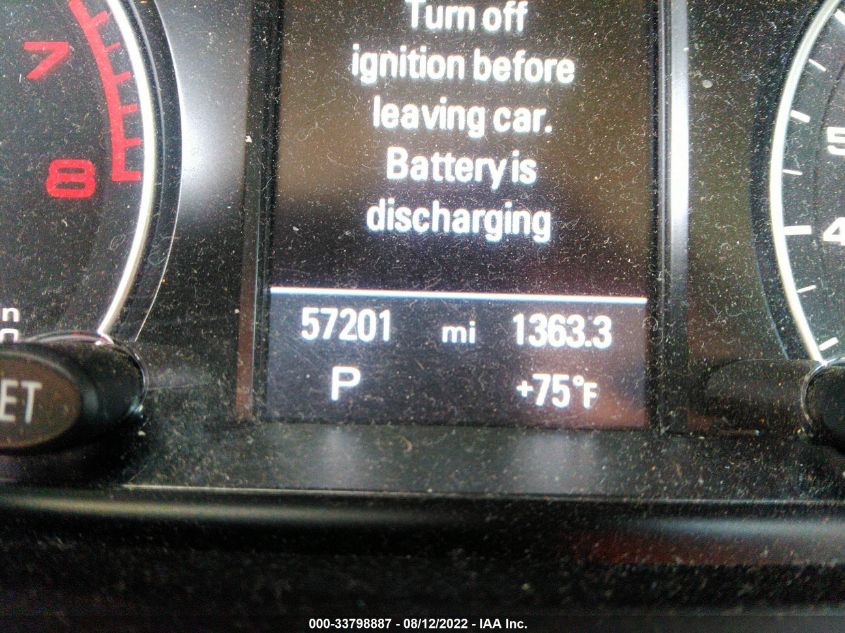 Turn off
ignition before
leaving car.
Battery is
discharging
7
8
5
4
57201 mi 1363.3
P +75°F
ET
000-33798887 - 08/12/2022 - IAA Inc.